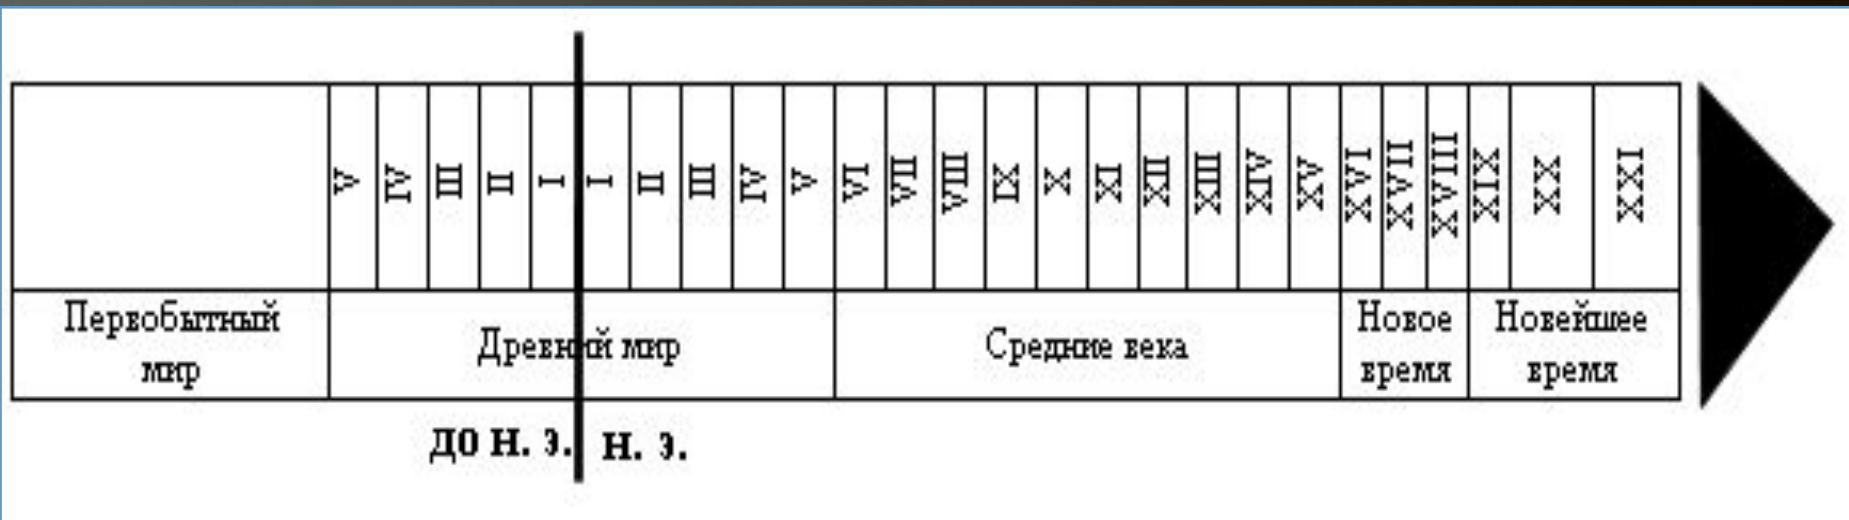 V IV III II I I II III IV V VI VII VIII IX X XI XII XIII XIV XV XVI XVII XVIII XIX XX XXI
Первобытный
мир
Древний мир
Средние века
Новое
время
Новейшее
время
до н. э. н. э.